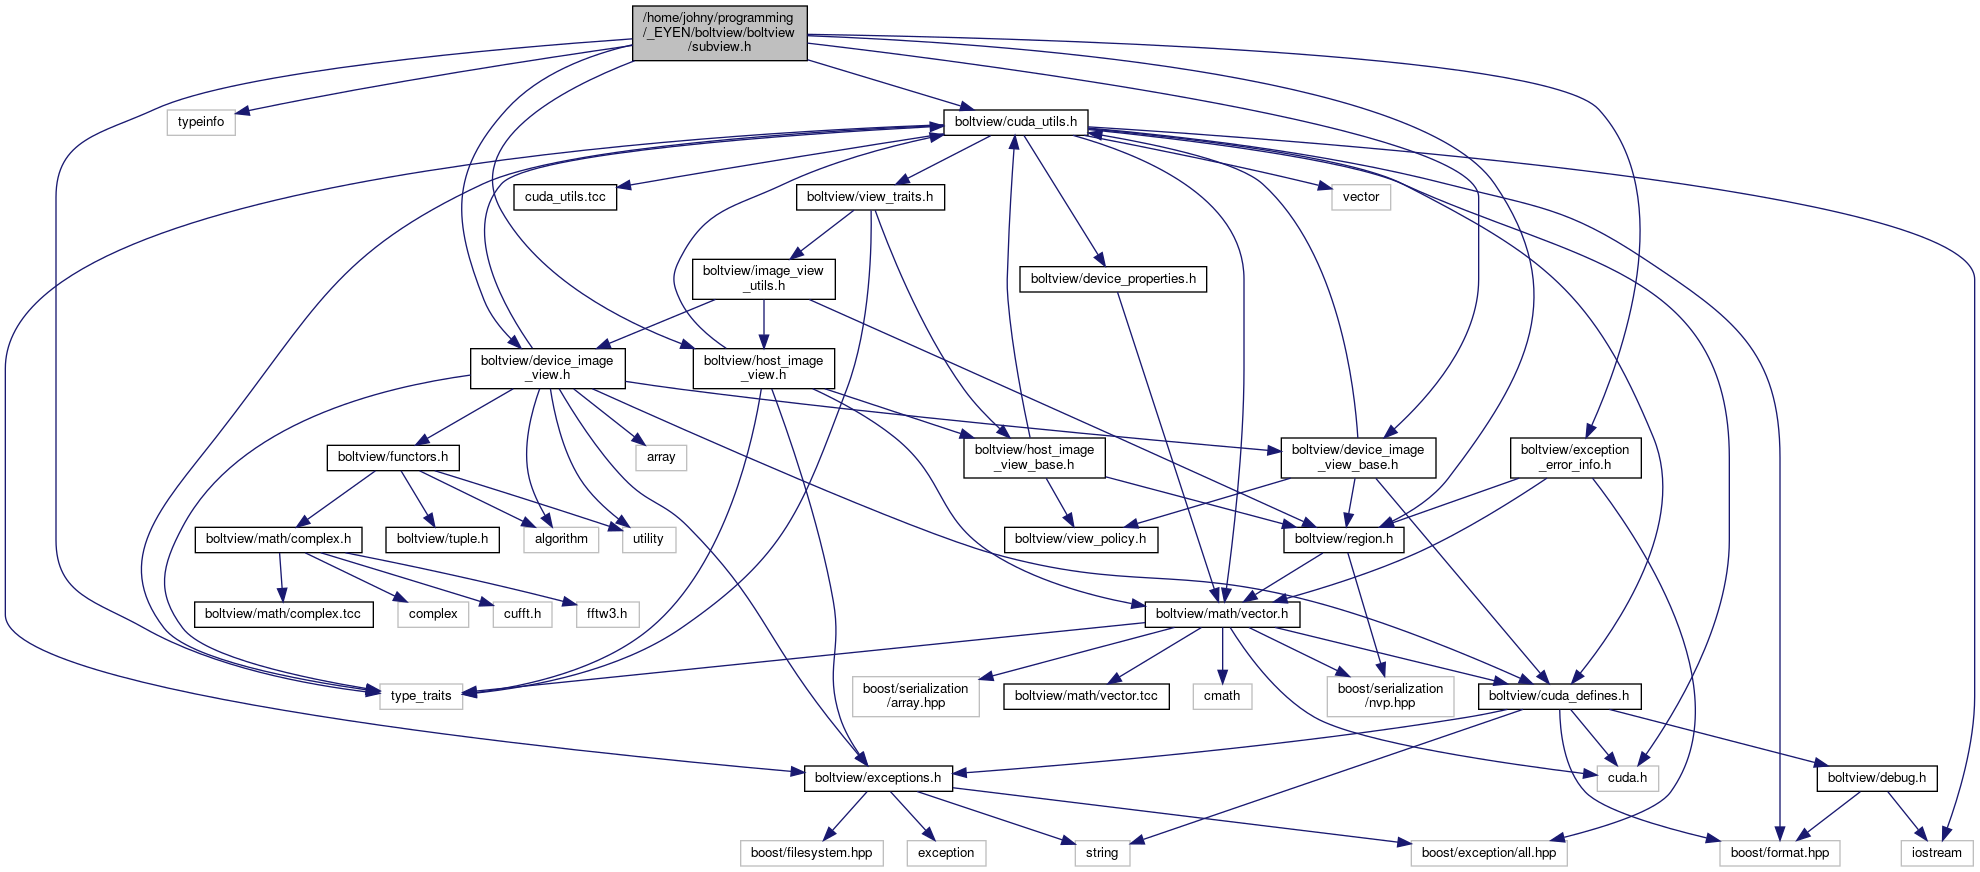 /home/johny/programming
/_EYEN/boltview/boltview
/subview.h
typeinfo
boltview/cuda_utils.h
cuda_utils.tcc
boltview/view_traits.h
vector
boltview/image_view
_utils.h
boltview/device_properties.h
boltview/device_image
_view.h
boltview/host_image
_view.h
boltview/functors.h
array
boltview/host_image
_view_base.h
boltview/device_image
_view_base.h
boltview/exception
_error_info.h
boltview/math/complex.h
boltview/tuple.h
algorithm
utility
boltview/view_policy.h
boltview/region.h
boltview/math/complex.tcc
complex
cufft.h
fftw3.h
boltview/math/vector.h
type_traits
boost/serialization
/array.hpp
boltview/math/vector.tcc
cmath
boost/serialization
/nvp.hpp
boltview/cuda_defines.h
boltview/exceptions.h
cuda.h
boltview/debug.h
boost/filesystem.hpp
exception
string
boost/exception/all.hpp
boost/format.hpp
iostream